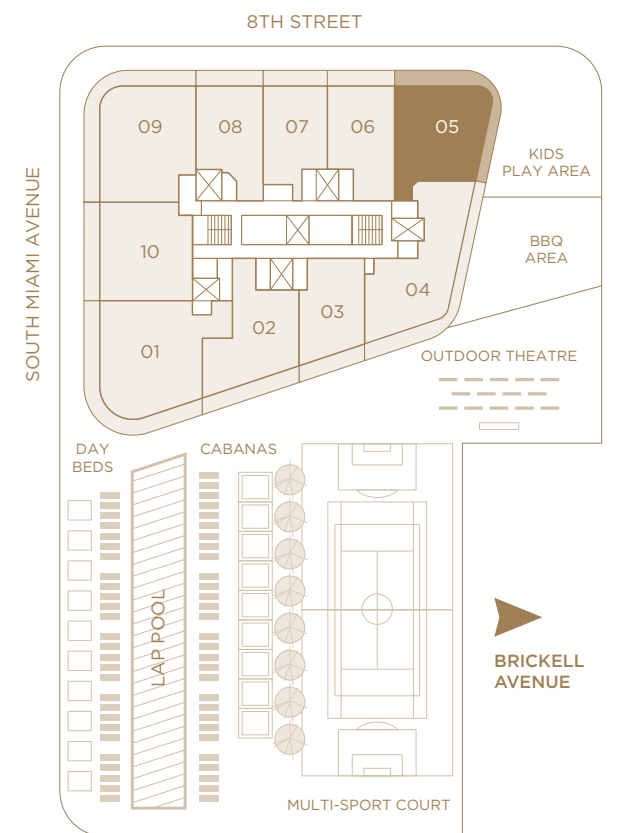 8TH STREET
SOUTH MIAMI AVENUE
09
08
07
06
05
KIDS
PLAY AREA
10
BBQ
AREA
04
03
02
01
OUTDOOR THEATRE
DAY
BEDS
CABANAS
LAP POOL
BRICKELL
AVENUE
MULTI-SPORT COURT